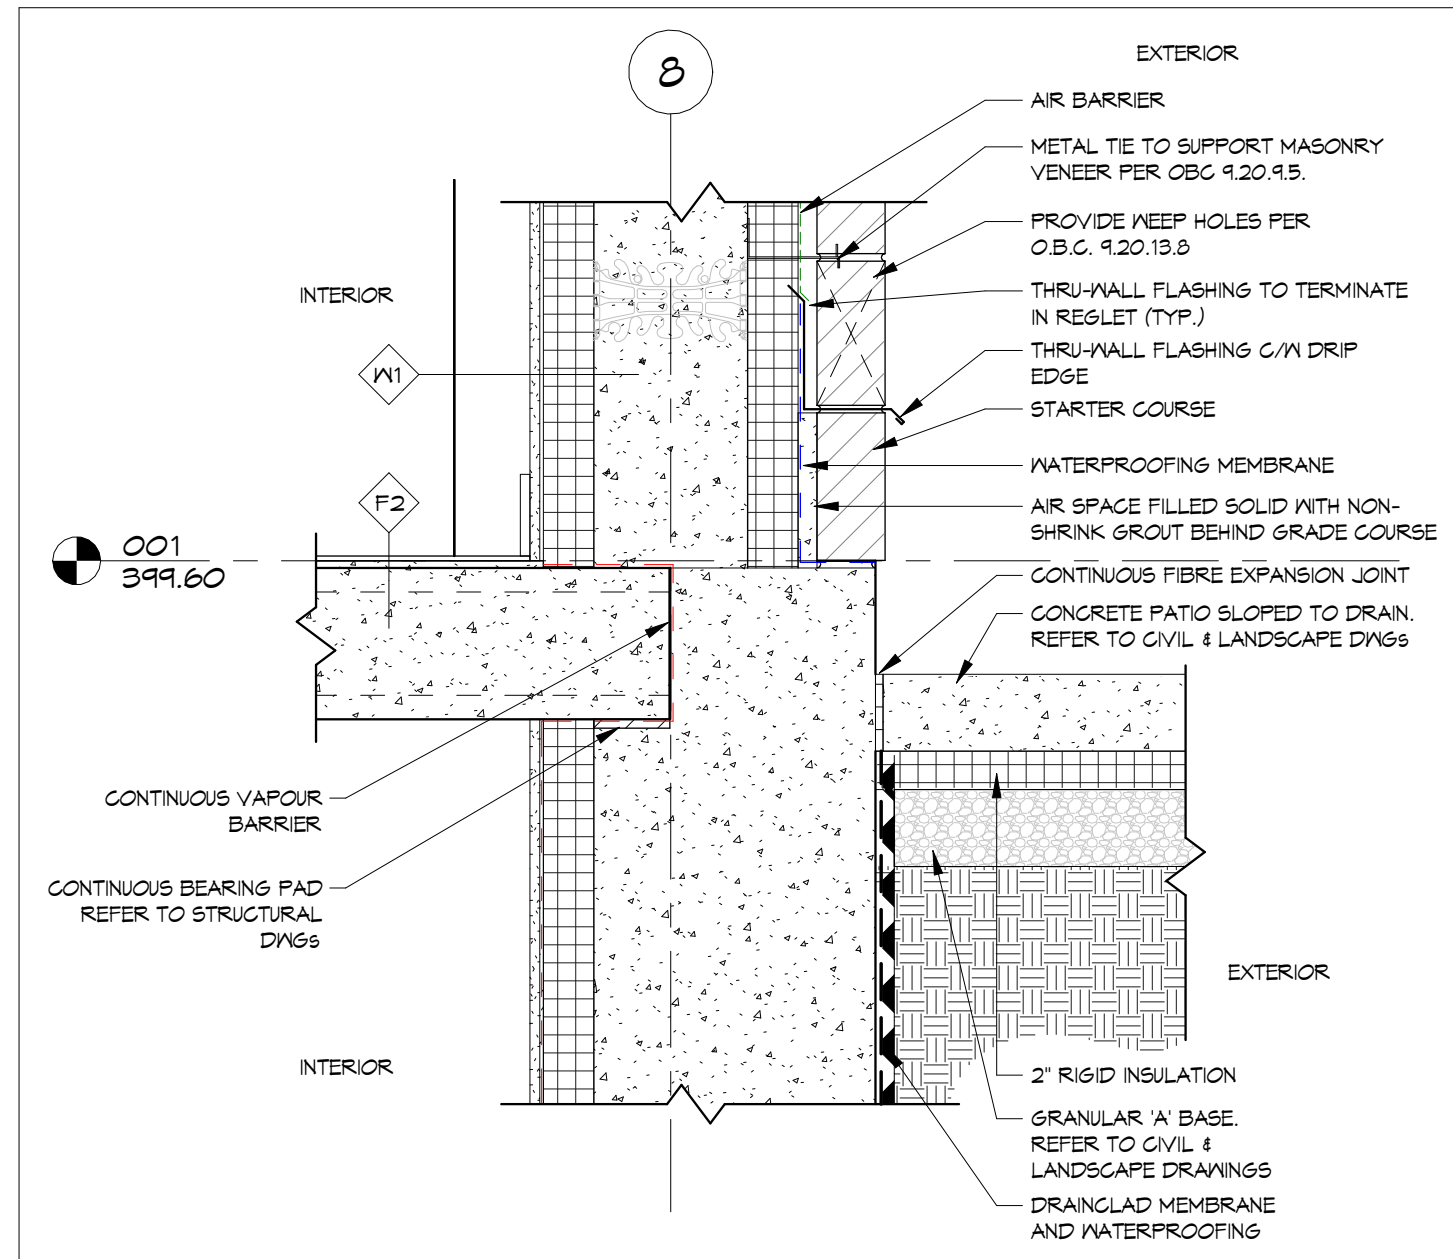 8
EXTERIOR
AIR BARRIER
METAL TIE TO SUPPORT MASONRY
VENEER PER OBC 9.20.9.5.
PROVIDE WEEP HOLES PER
O.B.C. 9.20.13.8
THRU-WALL FLASHING TO TERMINATE
IN REGLET (TYP.)
THRU-WALL FLASHING C/W DRIP
EDGE
STARTER COURSE
WATERPROOFING MEMBRANE
AIR SPACE FILLED SOLID WITH NON-
SHRINK GROUT BEHIND GRADE COURSE
CONTINUOUS FIBRE EXPANSION JOINT
CONCRETE PATIO SLOPED TO DRAIN.
REFER TO CIVIL & LANDSCAPE DWGs
INTERIOR
W1
F2
001
399.60
CONTINUOUS VAPOUR
BARRIER
CONTINUOUS BEARING PAD
REFER TO STRUCTURAL
DWGs
INTERIOR
EXTERIOR
2" RIGID INSULATION
GRANULAR 'A' BASE.
REFER TO CIVIL &
LANDSCAPE DRAWINGS
DRAINCLAD MEMBRANE
AND WATERPROOFING